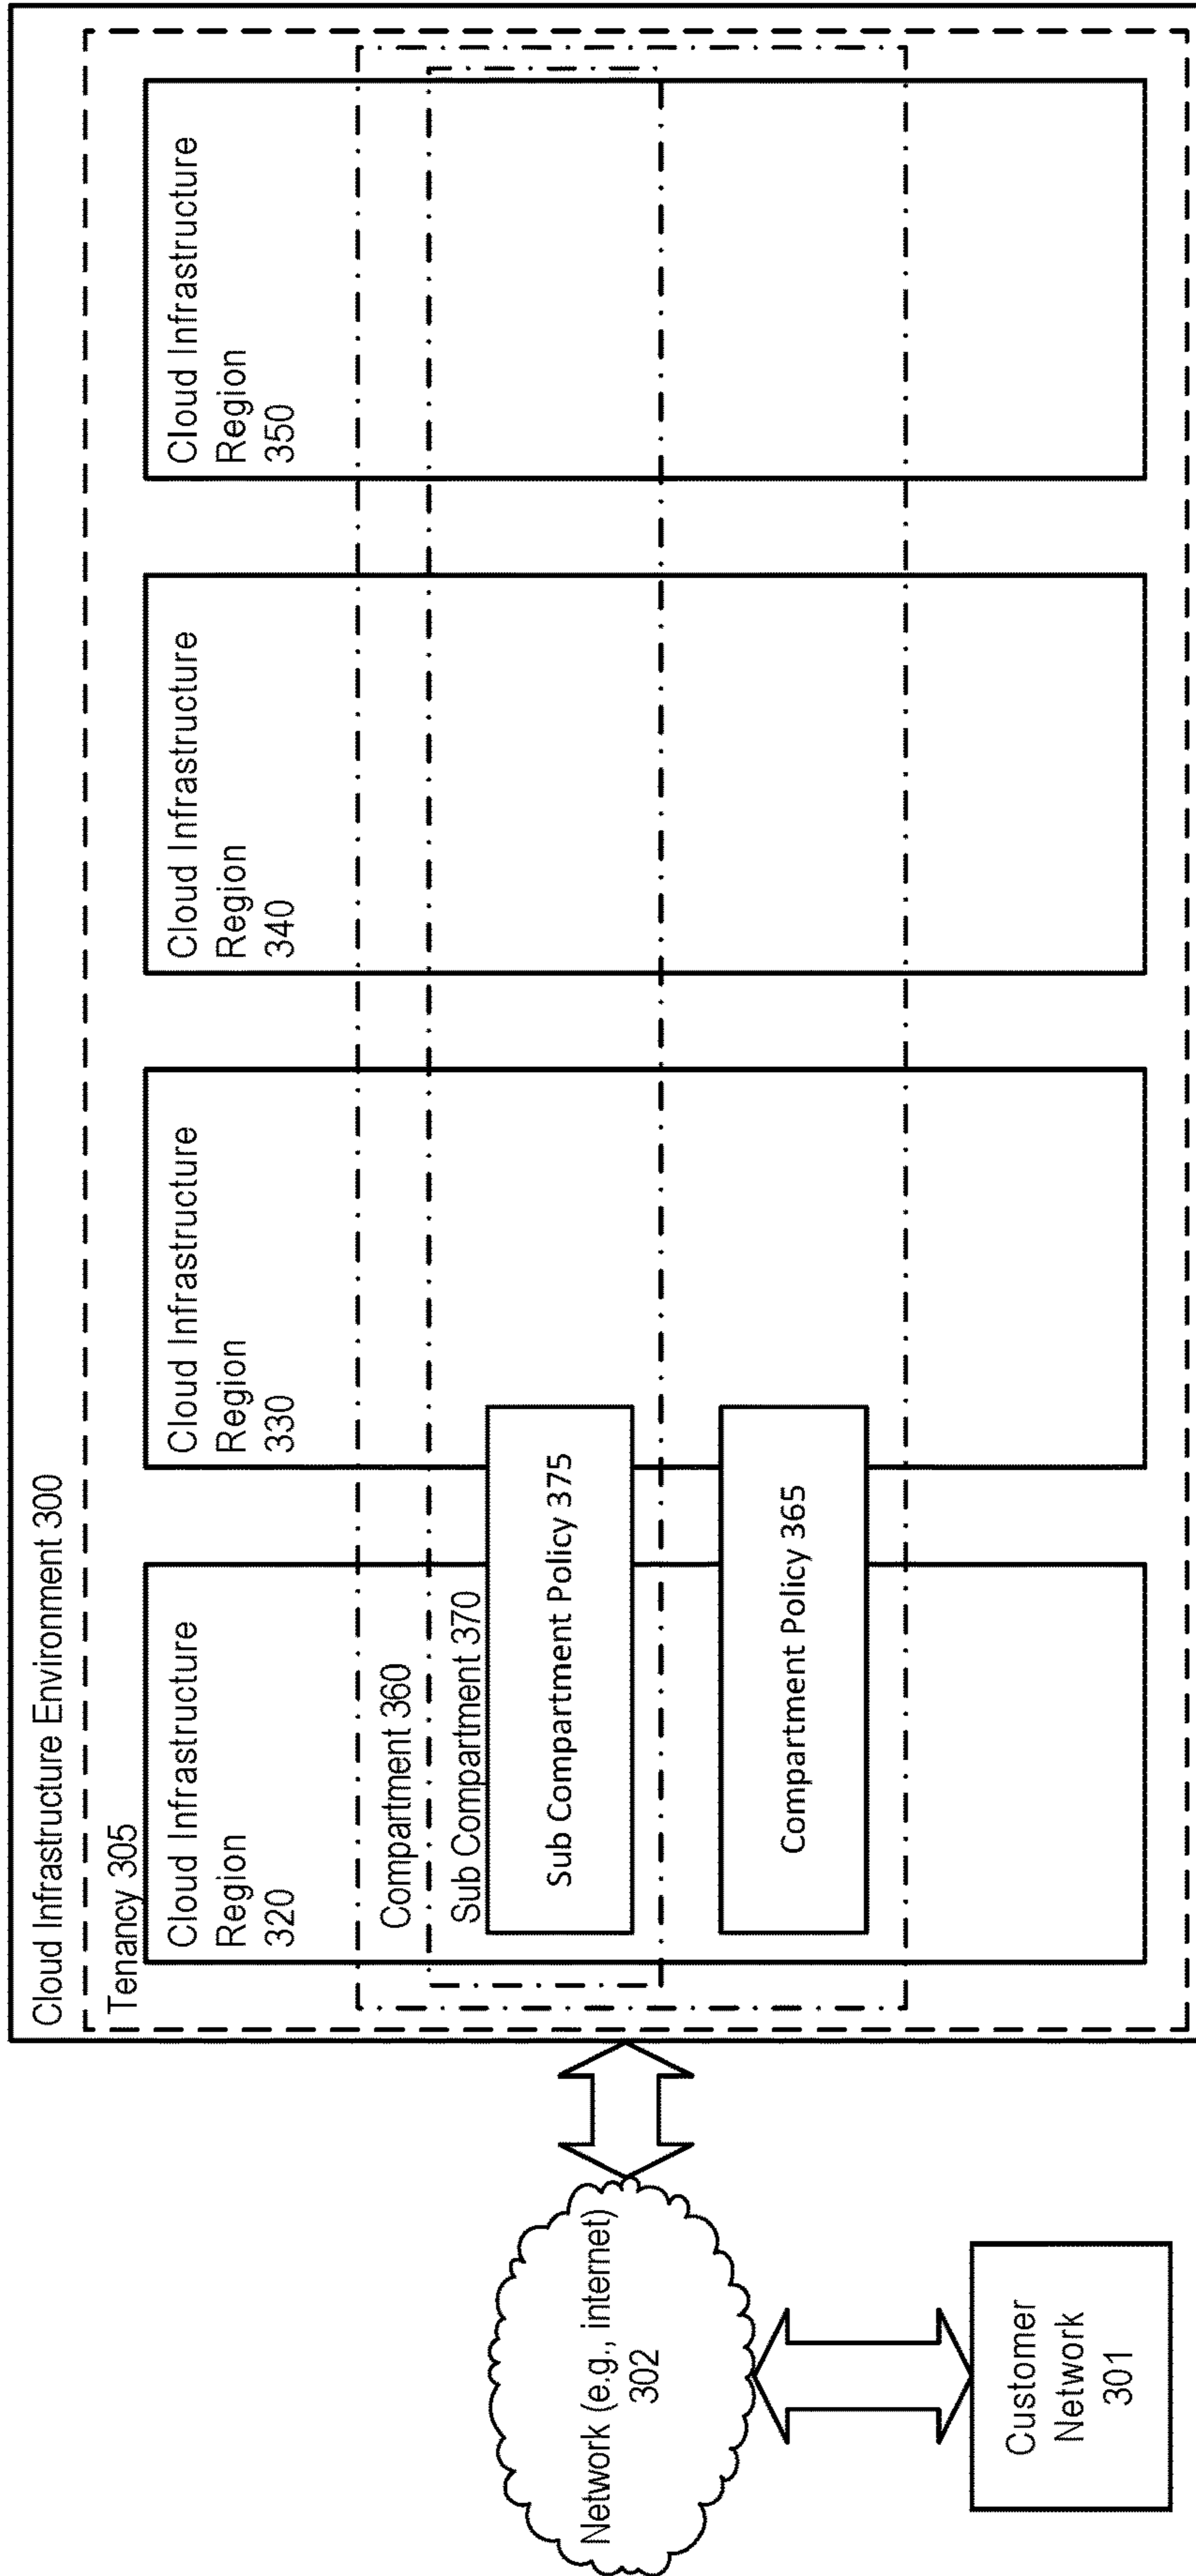 Cloud Infrastructure Environment 300
Tenancy 305
Cloud Infrastructure
Region
320
Cloud Infrastructure
Region
330
Cloud Infrastructure
Region
340
Cloud Infrastructure
Region
350
Compartment 360
Sub Compartment 370
Sub Compartment Policy 375
Compartment Policy 365
Network (e.g., internet)
302
Customer
Network
301